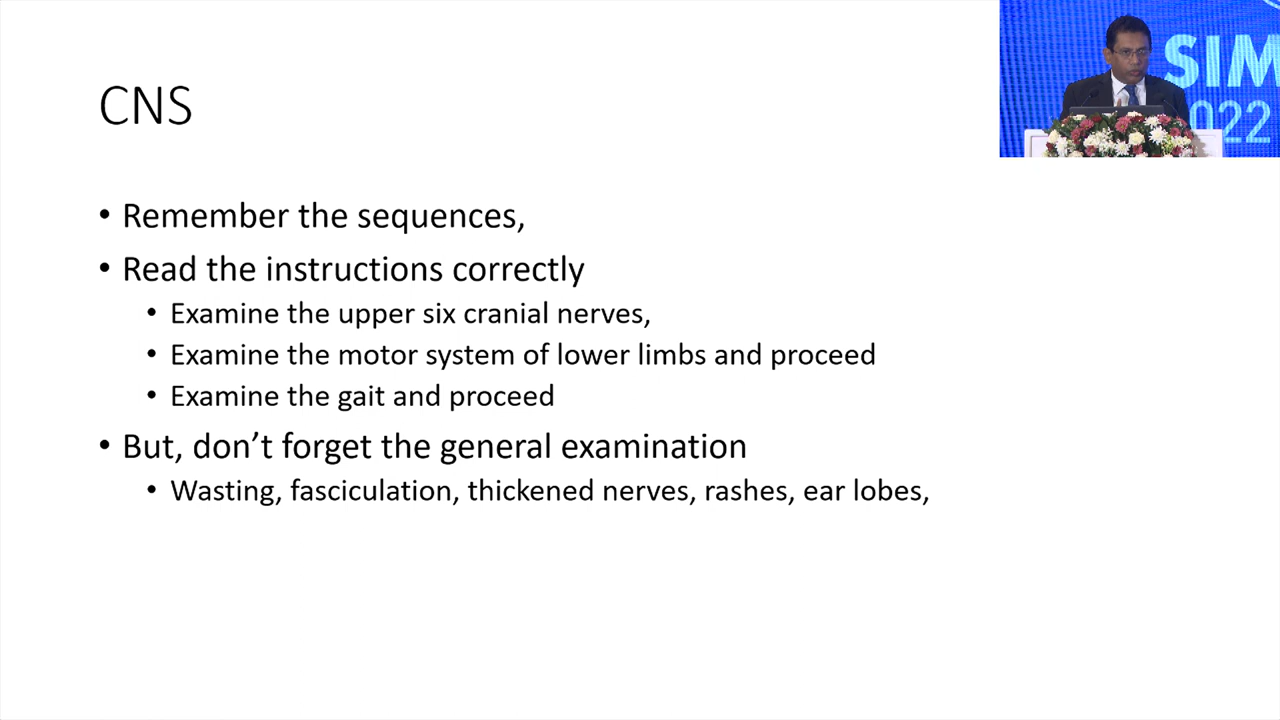 CNS
• Remember the sequences,
• Read the instructions correctly
• Examine the upper six cranial nerves,
• Examine the motor system of lower limbs and proceed
• Examine the gait and proceed
• But, don’t forget the general examination
• Wasting, fasciculation, thickened nerves, rashes, ear lobes,
SIM
2022